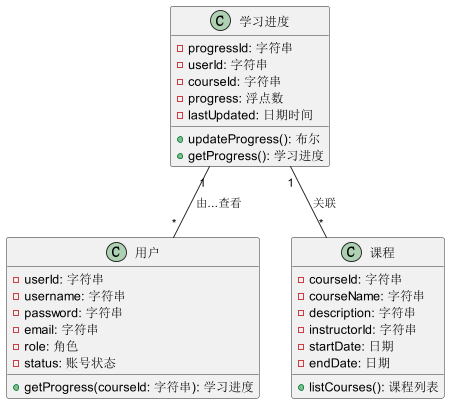 C 学习进度
progressId: 字符串
userId: 字符串
courseId: 字符串
progress: 浮点数
lastUpdated: 日期时间
updateProgress(): 布尔
getProgress(): 学习进度
1 1
由...查看 关联
* *
C 用户
userId: 字符串
username: 字符串
password: 字符串
email: 字符串
role: 角色
status: 账号状态
getProgress(courseId: 字符串): 学习进度
C 课程
courseId: 字符串
courseName: 字符串
description: 字符串
instructorId: 字符串
startDate: 日期
endDate: 日期
listCourses(): 课程列表